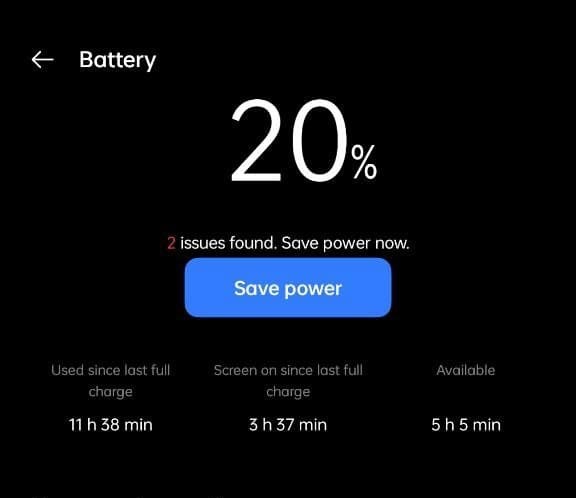 Battery
20%
2 issues found. Save power now.
Save power
Used since last full
charge
Screen on since last full
charge
Available
11 h 38 min
3 h 37 min
5 h 5 min